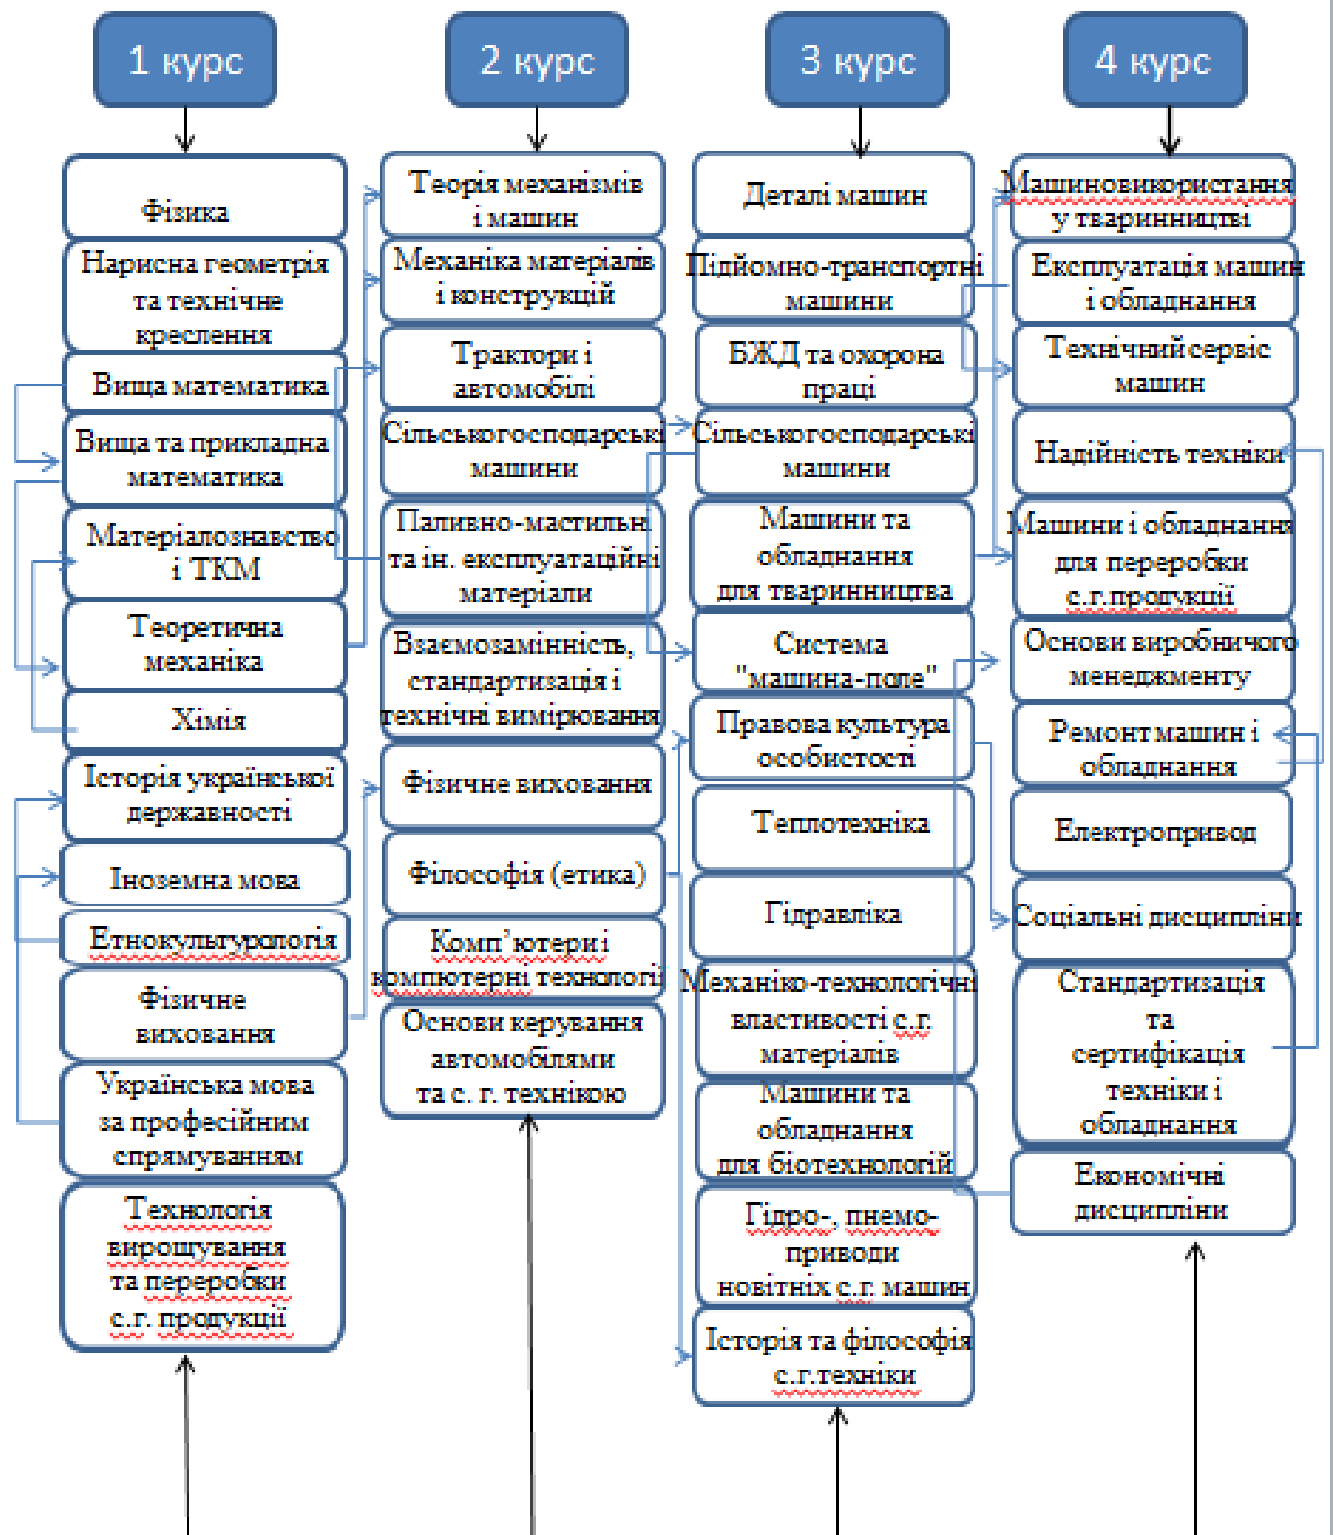 1 курс
2 курс
3 курс
4 курс
Фізика
Нарисна геометрія
та технічне
креслення
Вища математика
Вища та прикладна
математика
Матеріалознавство
і ТКМ
Теоретична
механіка
Хімія
Історія української
державності
Іноземна мова
Етнокультурологія
Фізичне
виховання
Українська мова
за професійним
спрямуванням
Технологія
вирощування
та переробки
с.г. продукції
Теорія механізмів
і машин
Механіка матеріалів
і конструкцій
Трактори і
автомобілі
Сільськогосподарські
машини
Паливно-мастильні
та ін. експлуатаційні
матеріали
Взаємозамінність,
стандартизація і
технічні вимірювання
Фізичне виховання
Філософія (етика)
Комп’ютери і
компютерні технології
Основи керування
автомобілями
та с. г. технікою
Деталі машин
Підйомно-транспортні
машини
БЖД та охорона
праці
Сільськогосподарські
машини
Машини та
обладнання
для тваринництва
Система
"машина-поле"
Правова культура
особистості
Теплотехніка
Гідравліка
Механіко-технологічні
властивості с.г.
матеріалів
Машини та
обладнання
для біотехнологій
Гідро-, пнемо-
приводи
новітніх с.г. машин
Історія та філософія
с.г.техніки
Машиновикористання
у тваринництві
Експлуатація машин
і обладнання
Технічний сервіс
машин
Надійність техніки
Машини і обладнання
для переробки
с.г.продукції
Основи виробничого
менеджменту
Ремонт машин і
обладнання
Електропривод
Соціальні дисципліни
Стандартизація
та
сертифікація
техніки і
обладнання
Економічні
дисципліни